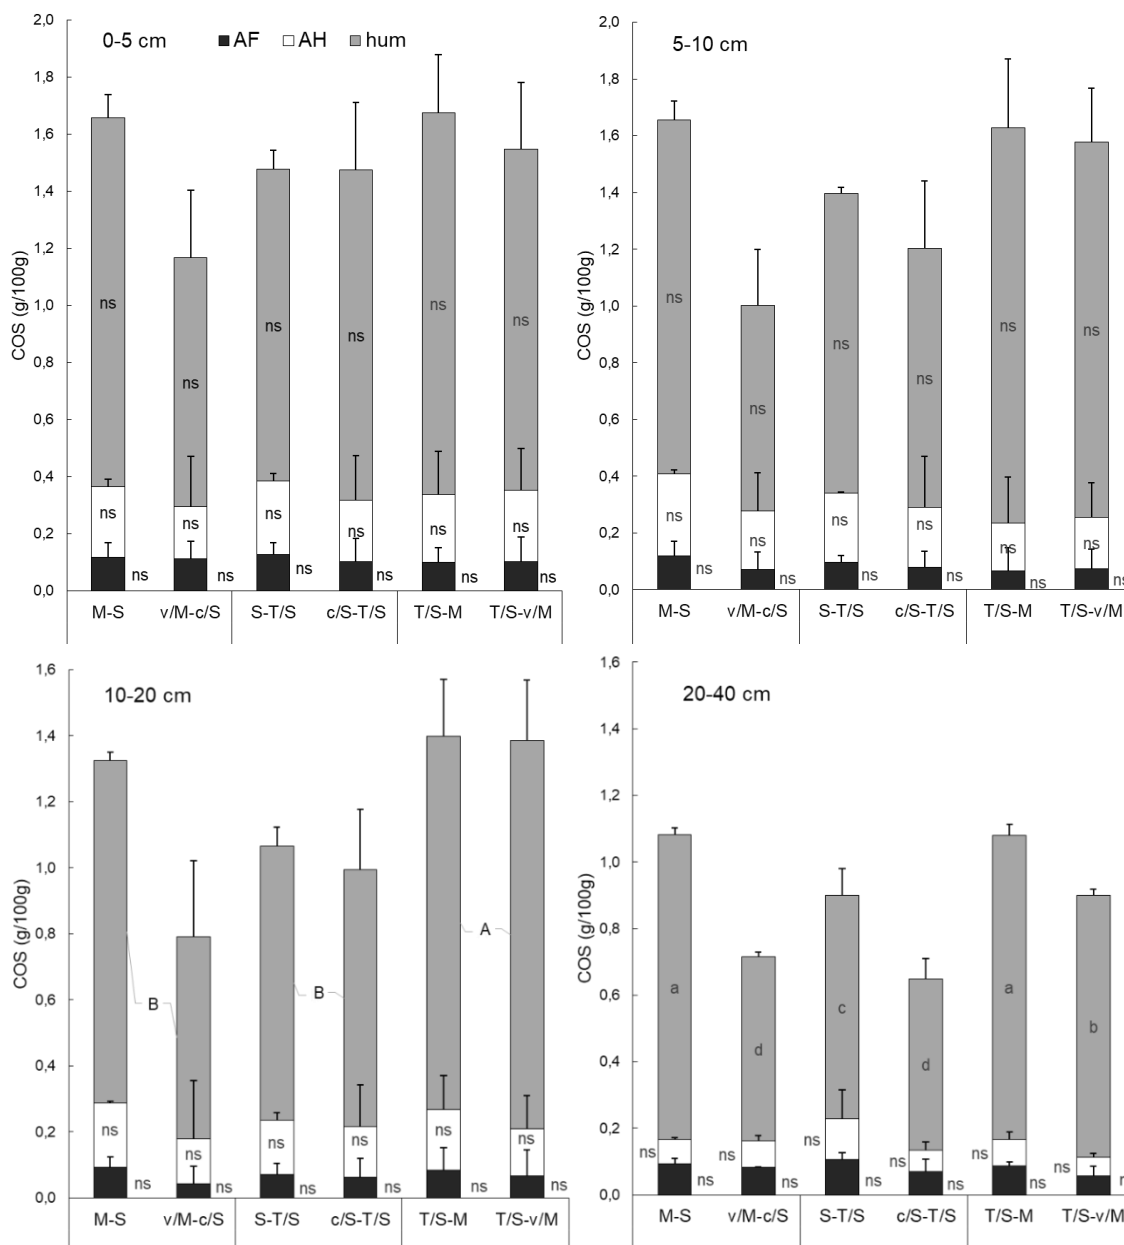 0-5 cm
AF AH hum
COS (g/100g)
2,0
1,8
1,6
1,4
1,2
1,0
0,8
0,6
0,4
0,2
0,0
ns ns ns ns ns ns
ns ns ns ns ns ns
ns ns ns ns ns ns
M-S v/M-c/S S-T/S c/S-T/S T/S-M T/S-v/M
5-10 cm
COS (g/100g)
2,0
1,8
1,6
1,4
1,2
1,0
0,8
0,6
0,4
0,2
0,0
ns ns ns ns ns ns
ns ns ns ns ns ns
ns ns ns ns ns ns
M-S v/M-c/S S-T/S c/S-T/S T/S-M T/S-v/M
10-20 cm
COS (g/100g)
1,6
1,4
1,2
1,0
0,8
0,6
0,4
0,2
0,0
B B A
ns ns ns ns ns ns
ns ns ns ns ns ns
M-S v/M-c/S S-T/S c/S-T/S T/S-M T/S-v/M
20-40 cm
COS (g/100g)
1,6
1,4
1,2
1,0
0,8
0,6
0,4
0,2
0,0
a d c d a b
ns ns ns ns ns ns
ns ns ns ns ns
M-S v/M-c/S S-T/S c/S-T/S T/S-M T/S-v/M